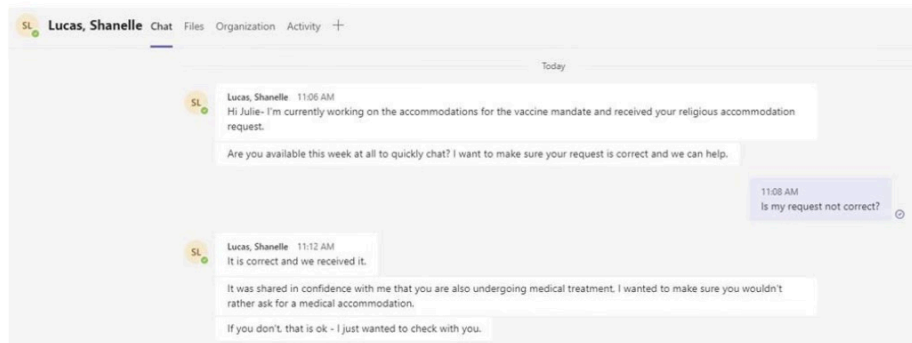 SL Lucas, Shanelle Chat Files Organization Activity +
Today
SL Lucas, Shanelle 11:06 AM
Hi Julie- I'm currently working on the accommodations for the vaccine mandate and received your religious accommodation
request.
Are you available this week at all to quickly chat? I want to make sure your request is correct and we can help.
11:08 AM
Is my request not correct?
SL Lucas, Shanelle 11:12 AM
It is correct and we received it.
It was shared in confidence with me that you are also undergoing medical treatment. I wanted to make sure you wouldn't
rather ask for a medical accommodation.
If you don't, that is ok - I just wanted to check with you.